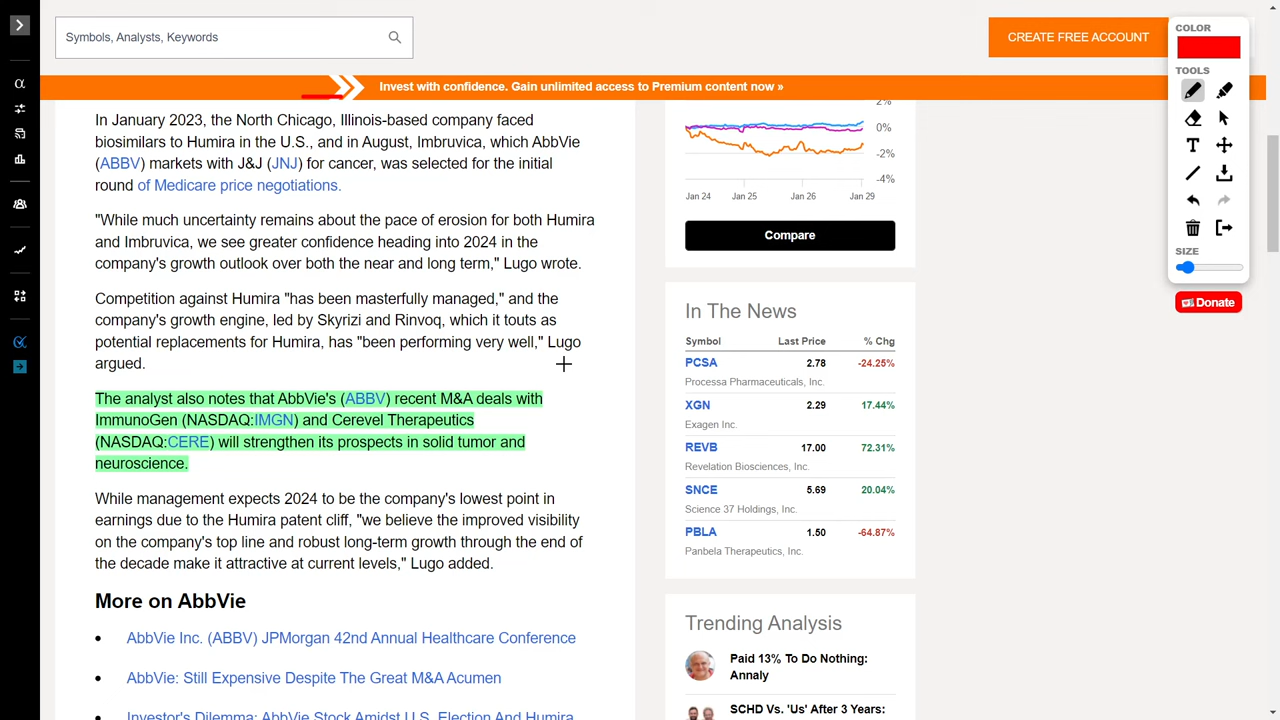 Symbols, Analysts, Keywords
CREATE FREE ACCOUNT
Invest with confidence. Gain unlimited access to Premium content now »
In January 2023, the North Chicago, Illinois-based company faced
biosimilars to Humira in the U.S., and in August, Imbruvica, which AbbVie
(ABBV) markets with J&J (JNJ) for cancer, was selected for the initial
round of Medicare price negotiations.
"While much uncertainty remains about the pace of erosion for both Humira
and Imbruvica, we see greater confidence heading into 2024 in the
company's growth outlook over both the near and long term," Lugo wrote.
Competition against Humira "has been masterfully managed," and the
company's growth engine, led by Skyrizi and Rinvoq, which it touts as
potential replacements for Humira, has "been performing very well," Lugo
argued.
The analyst also notes that AbbVie's (ABBV) recent M&A deals with
ImmunoGen (NASDAQ:IMGN) and Cerevel Therapeutics
(NASDAQ:CERE) will strengthen its prospects in solid tumor and
neuroscience.
While management expects 2024 to be the company's lowest point in
earnings due to the Humira patent cliff, "we believe the improved visibility
on the company's top line and robust long-term growth through the end of
the decade make it attractive at current levels," Lugo added.
More on AbbVie
AbbVie Inc. (ABBV) JPMorgan 42nd Annual Healthcare Conference
AbbVie: Still Expensive Despite The Great M&A Acumen
Investor's Dilemma: AbbVie Stock Amidst U.S. Election And Humira
2%
0%
-2%
-4%
Jan 24 Jan 25 Jan 26 Jan 29
Compare
In The News
Symbol Last Price % Chg
PCSA 2.78 -24.25%
Processa Pharmaceuticals, Inc.
XGN 2.29 17.44%
Exagen Inc.
REVB 17.00 72.31%
Revelation Biosciences, Inc.
SNCE 5.69 20.04%
Science 37 Holdings, Inc.
PBLA 1.50 -64.87%
Panbela Therapeutics, Inc.
Trending Analysis
Paid 13% To Do Nothing:
Annaly
SCHD Vs. 'Us' After 3 Years:
COLOR
TOOLS
T
SIZE
Donate